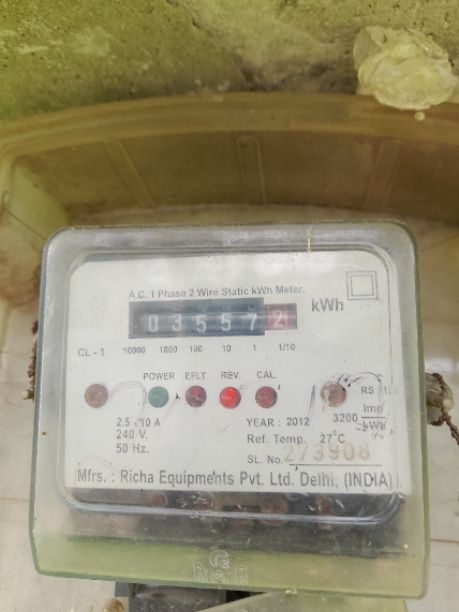 A.C. 1 Phase 2 Wire Static kWh Meter.
035572 kWh
CL - 1 10000 1000 100 10 1 1/10
POWER EFLT REV. CAL.
RS
2.5 - 10 A
240 V.
50 Hz.
YEAR : 2012 3200 Imp/kWh
Ref. Temp. 27°C
SL. No. 273908
Mfrs. : Richa Equipments Pvt. Ltd. Delhi, (INDIA)